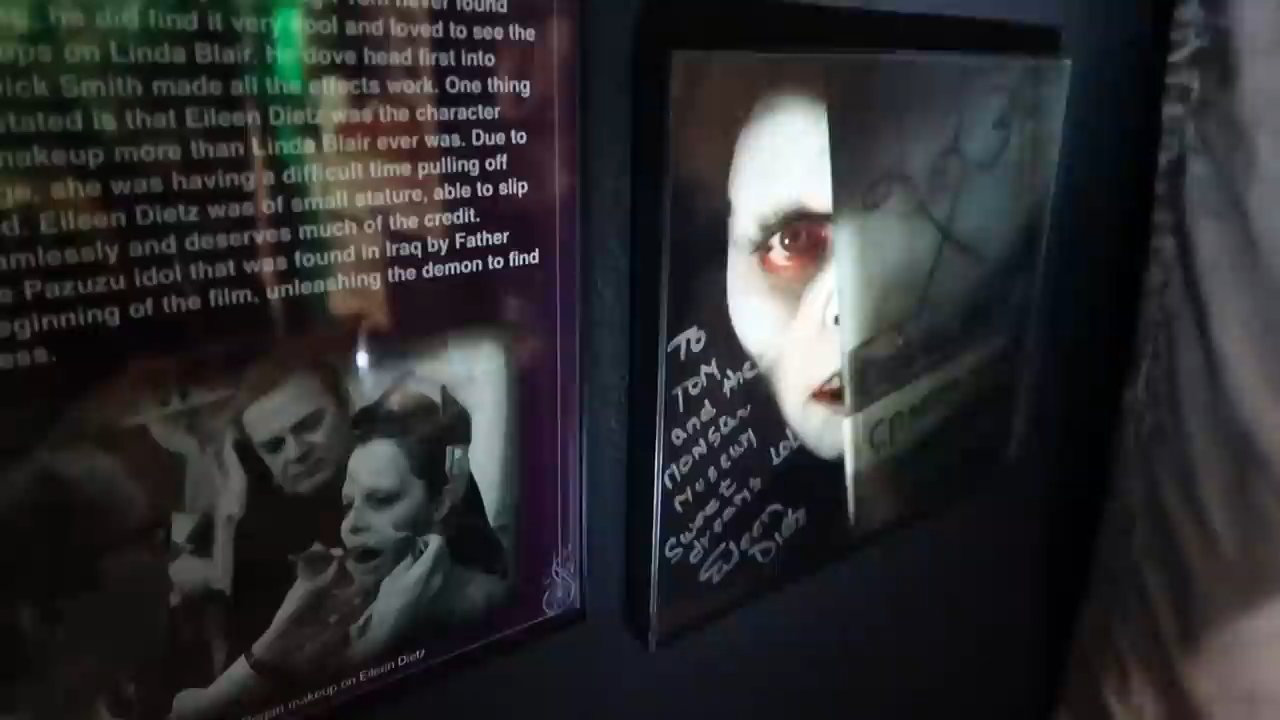 found
he did find it very cool and loved to see the
on Linda Blair. He dove head first into
ick Smith made all the effects work. One thing
stated is that Eileen Dietz was the character
makeup more than Linda Blair ever was. Due to
she was having a difficult time pulling off
d. Eileen Dietz was of small stature, able to slip
amlessly and deserves much of the credit.
Pazuzu idol that was found in Iraq by Father
eginning of the film, unleashing the demon to find
ess.
makeup on Eileen Dietz
To
TOM
and the
MONSter
MUSEUM
Sweet
dreams LOL
Eileen
Dietz